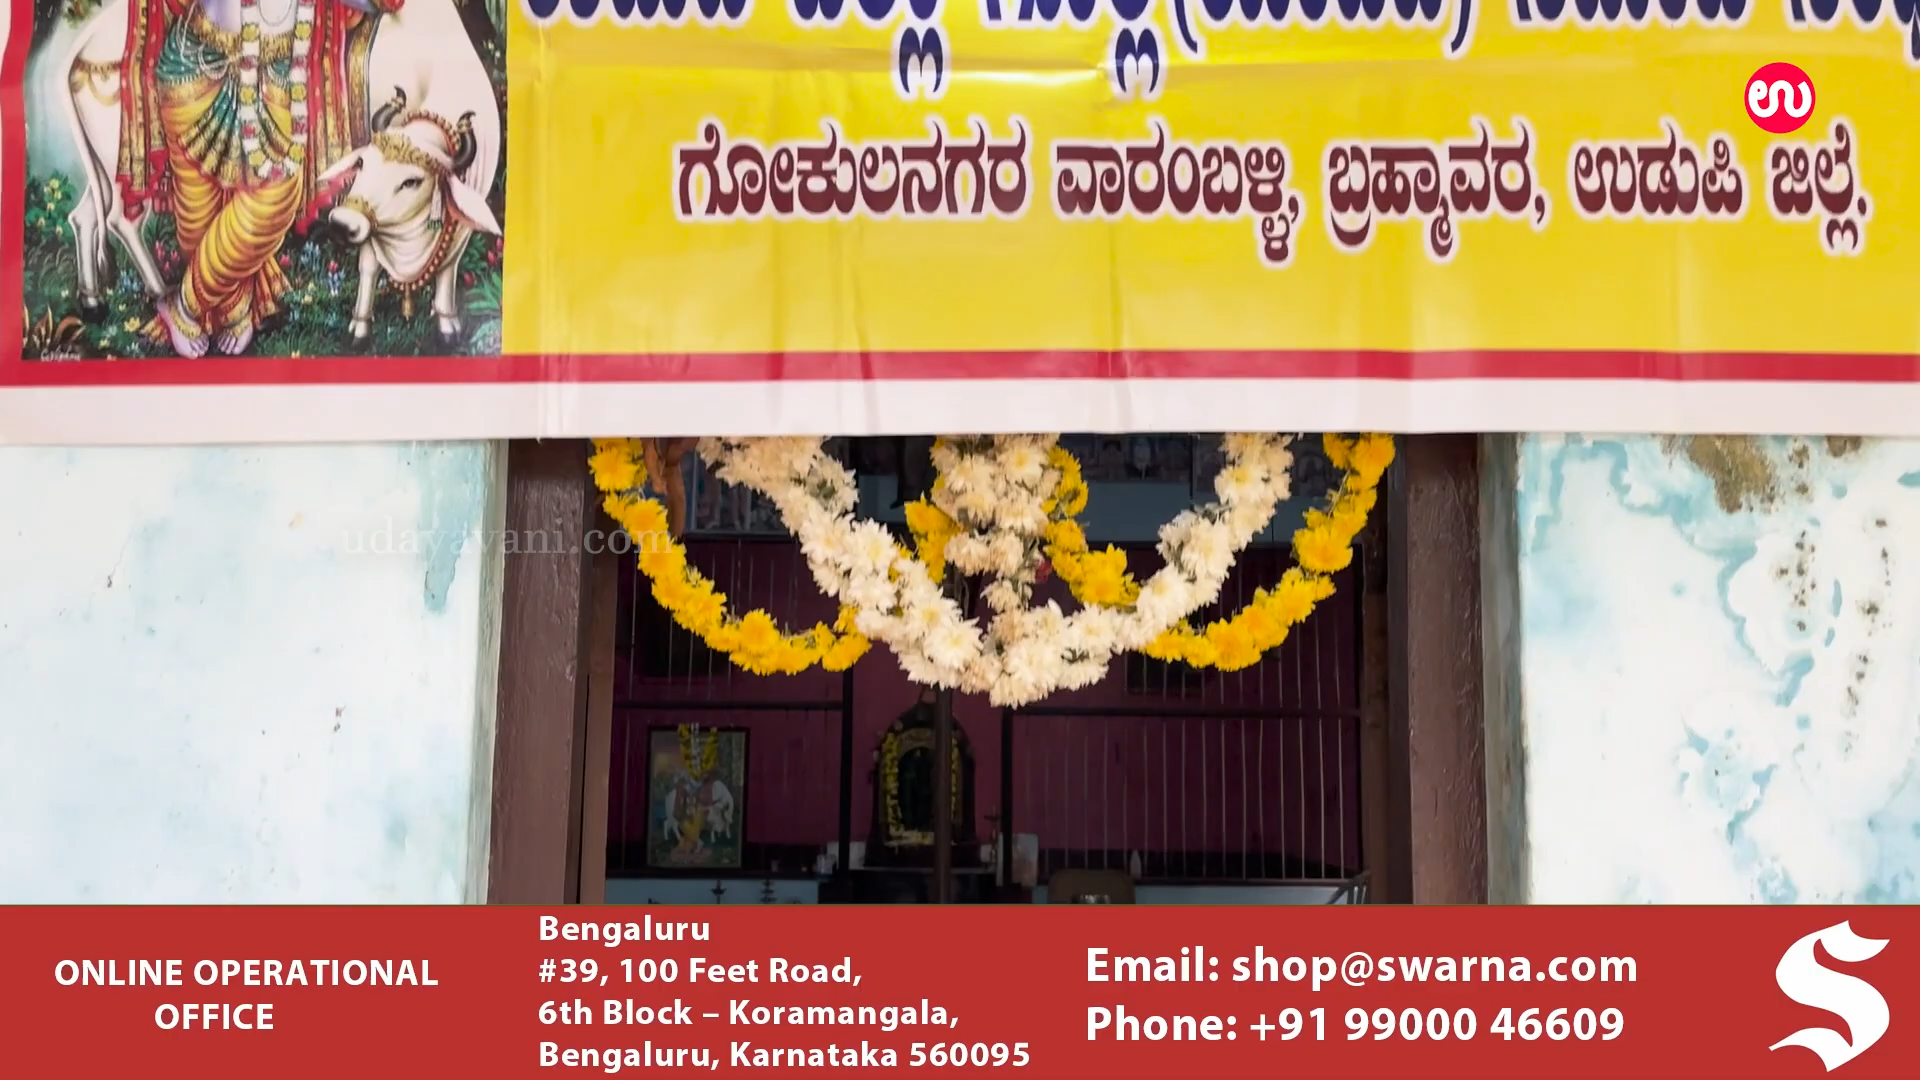 ಉ
ಗೋಕುಲನಗರ ವಾರಂಬಳ್ಳಿ, ಬ್ರಹ್ಮಾವರ, ಉಡುಪಿ ಜಿಲ್ಲೆ.
udayavani.com
ONLINE OPERATIONAL
OFFICE
Bengaluru
#39, 100 Feet Road,
6th Block – Koramangala,
Bengaluru, Karnataka 560095
Email: shop@swarna.com
Phone: +91 99000 46609
S